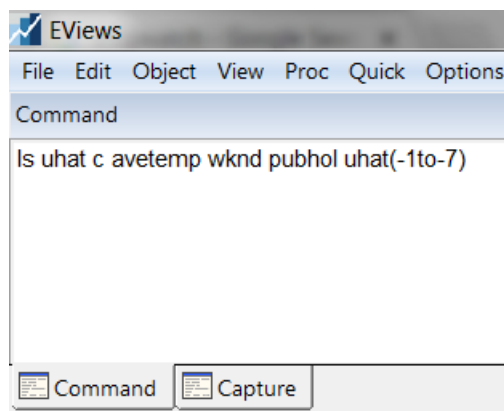 EViews
File Edit Object View Proc Quick Options
Command
ls uhat c avetemp wknd pubhol uhat(-1to-7)
Command Capture